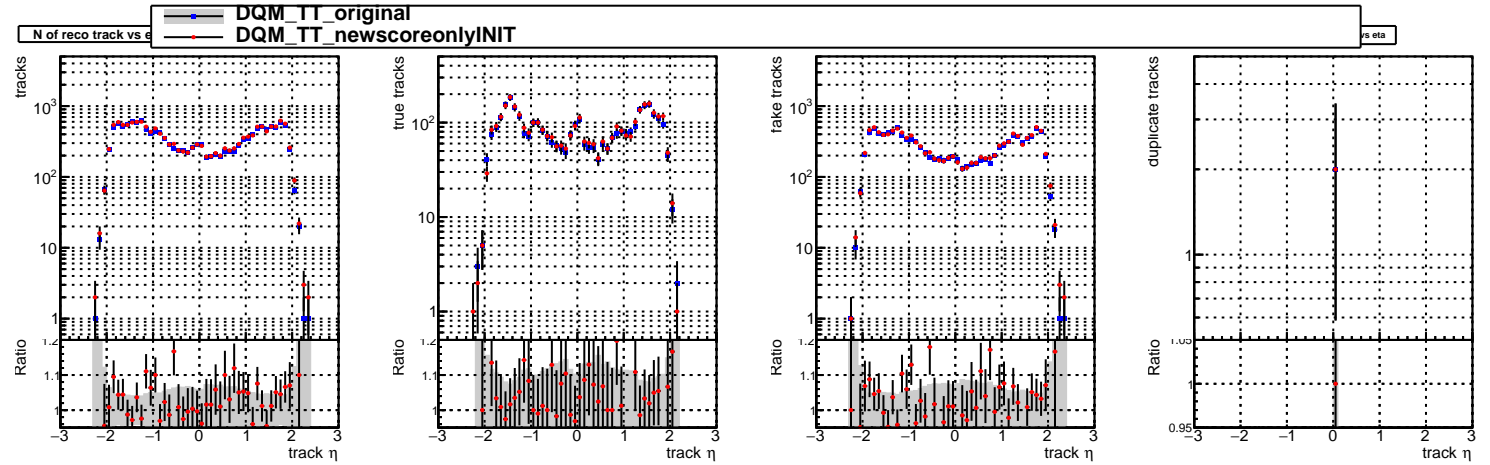 DQM_TT_original
DQM_TT_newscoreonlyINIT
N of reco track vs e
vs eta
tracks
10³
10²
10
1
Ratio
1.2
1.1
1
−3 −2 −1 0 1 2 3
track η
true tracks
10²
10
1
Ratio
1.2
1.1
1
−3 −2 −1 0 1 2 3
track η
fake tracks
10³
10²
10
1
Ratio
1.2
1.1
1
−3 −2 −1 0 1 2 3
track η
duplicate tracks
1
Ratio
1.05
1
0.95
−3 −2 −1 0 1 2 3
track η